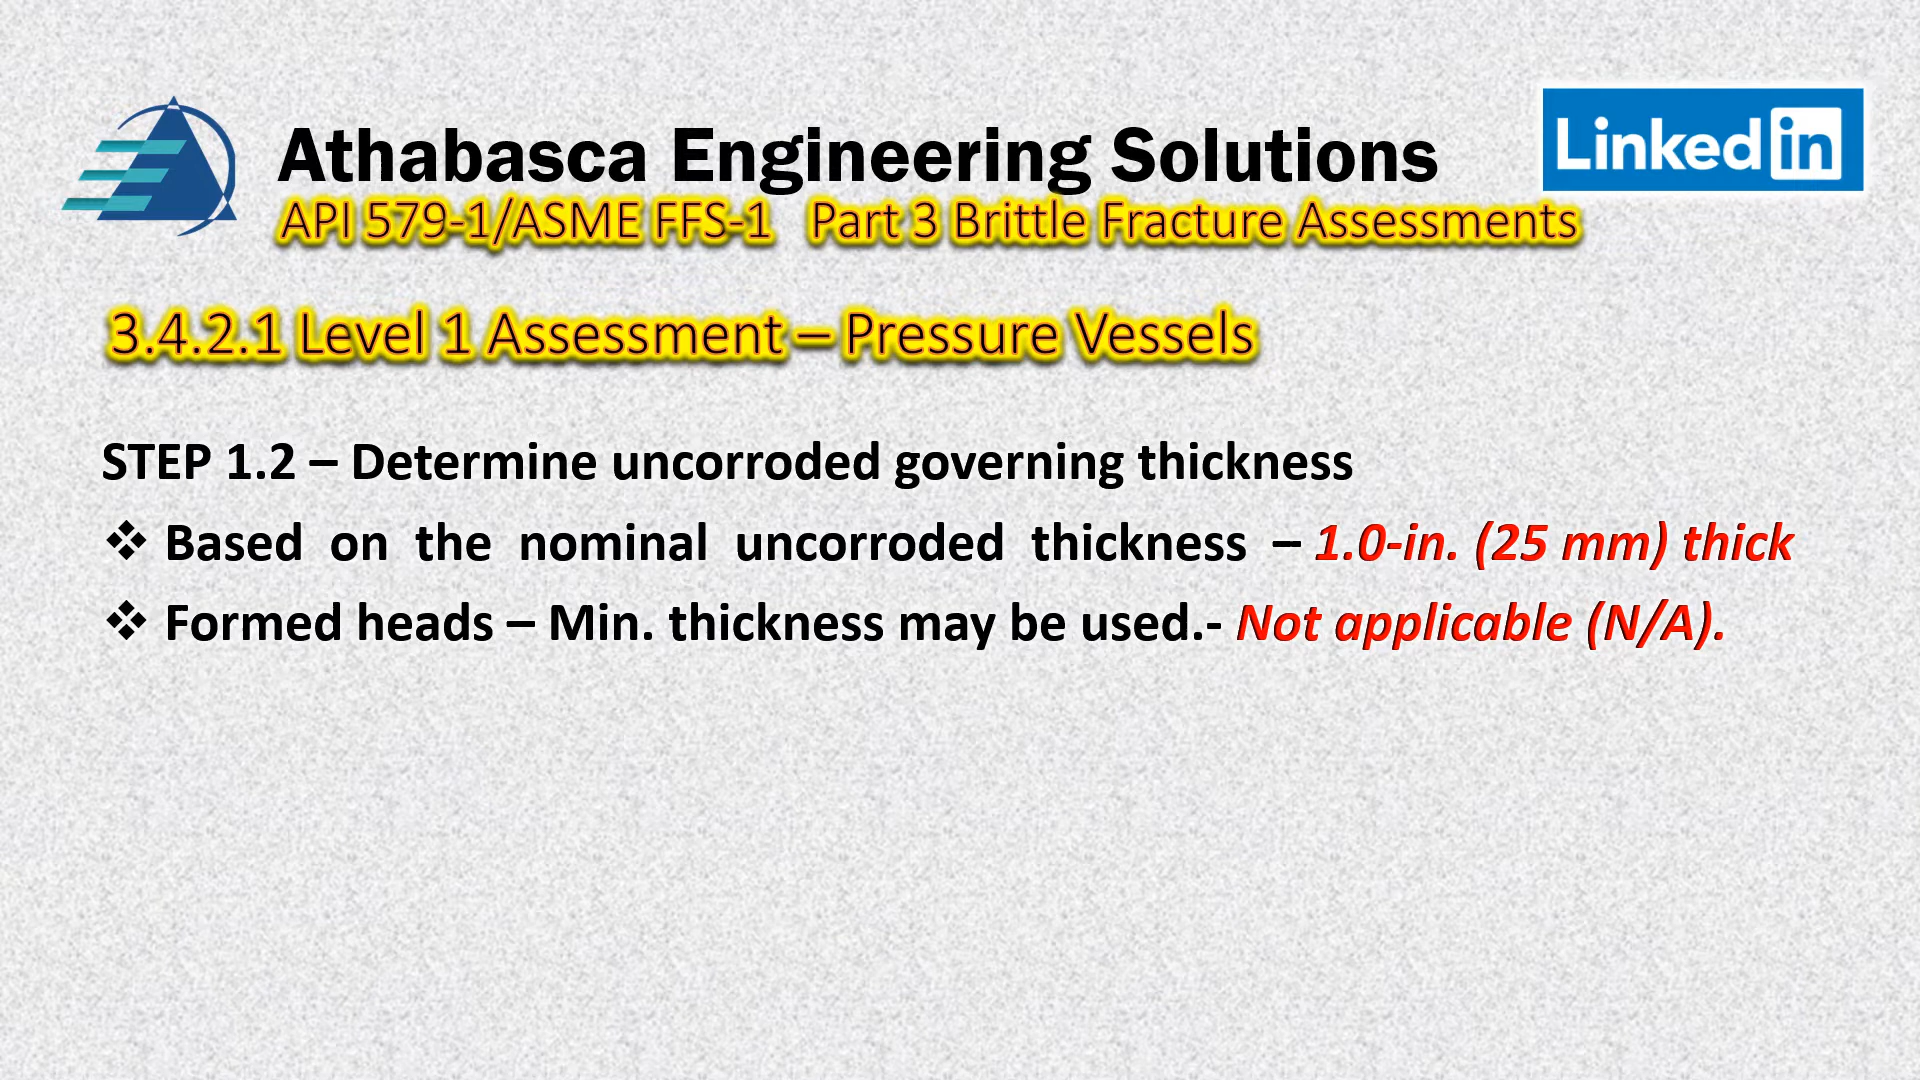 Athabasca Engineering Solutions
Linked in
API 579-1/ASME FFS-1 Part 3 Brittle Fracture Assessments
3.4.2.1 Level 1 Assessment – Pressure Vessels
STEP 1.2 – Determine uncorroded governing thickness
❖ Based on the nominal uncorroded thickness – 1.0-in. (25 mm) thick
❖ Formed heads – Min. thickness may be used.- Not applicable (N/A).